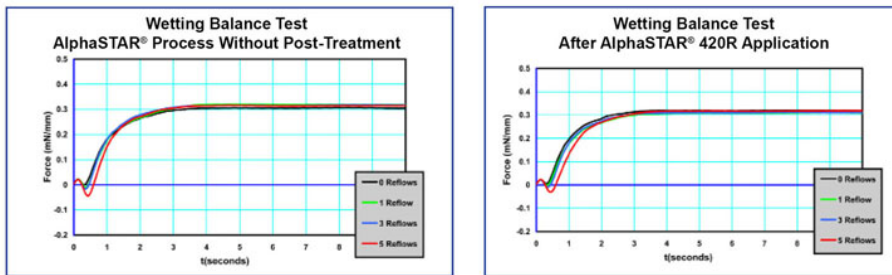 Wetting Balance Test
AlphaSTAR® Process Without Post-Treatment
0.5
0.4
0.3
0.2
0.1
0
-0.1
-0.2
Force (mN/mm)
0 1 2 3 4 5 6 7 8
t(seconds)
0 Reflows
1 Reflow
3 Reflows
5 Reflows
Wetting Balance Test
After AlphaSTAR® 420R Application
0.5
0.4
0.3
0.2
0.1
0
-0.1
-0.2
Force (mN/mm)
0 1 2 3 4 5 6 7 8
t(seconds)
0 Reflows
1 Reflow
3 Reflows
5 Reflows